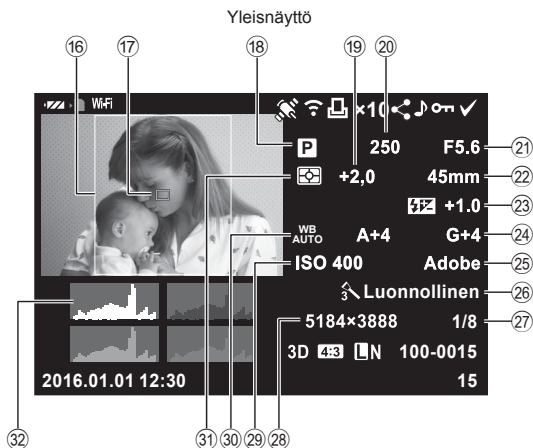 Yleisnäyttö
⑯ ⑰ ⑱ ⑲ ⑳
Wi-Fi ×10
P 250 F5.6 ㉑
+2,0 45mm ㉒
+1.0 ㉓
WB AUTO A+4 G+4 ㉔
ISO 400 Adobe ㉕
3 Luonnollinen ㉖
5184×3888 1/8 ㉗
3D 4:3 L N 100-0015
2016.01.01 12:30 15
㉜ ㉛ ㉚ ㉙ ㉘